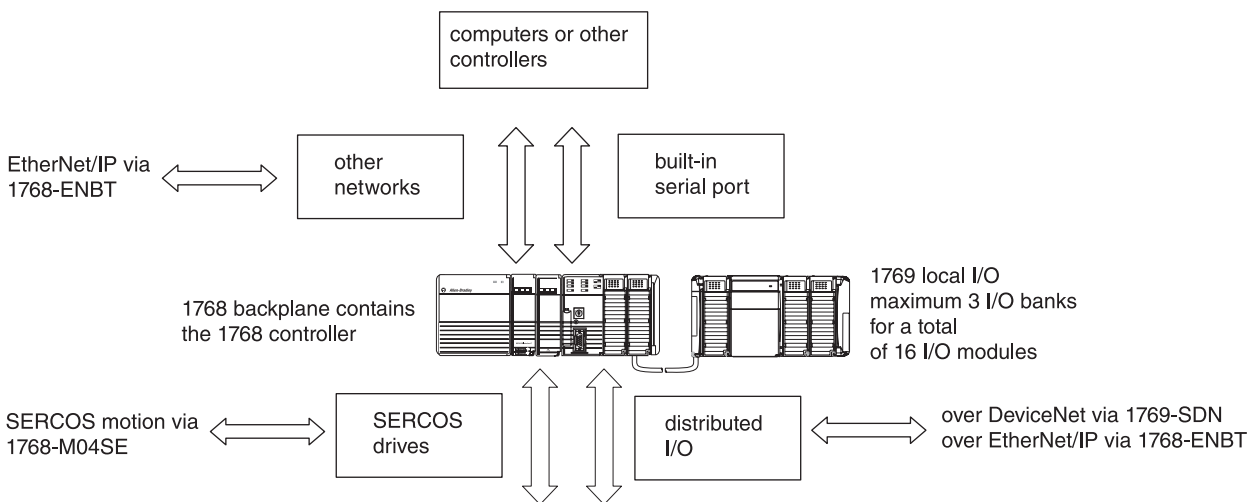 computers or other
controllers
EtherNet/IP via
1768-ENBT
other
networks
built-in
serial port
Allen-Bradley
1768 backplane contains
the 1768 controller
1769 local I/O
maximum 3 I/O banks
for a total
of 16 I/O modules
SERCOS motion via
1768-M04SE
SERCOS
drives
distributed
I/O
over DeviceNet via 1769-SDN
over EtherNet/IP via 1768-ENBT